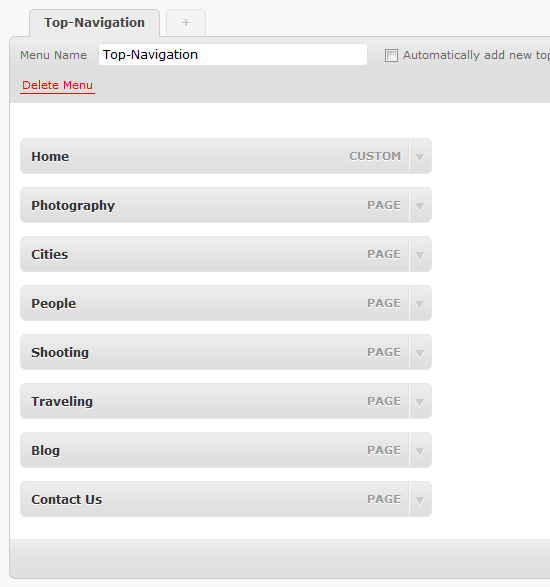 Top-Navigation +
Menu Name Top-Navigation Automatically add new top
Delete Menu
Home CUSTOM
Photography PAGE
Cities PAGE
People PAGE
Shooting PAGE
Traveling PAGE
Blog PAGE
Contact Us PAGE